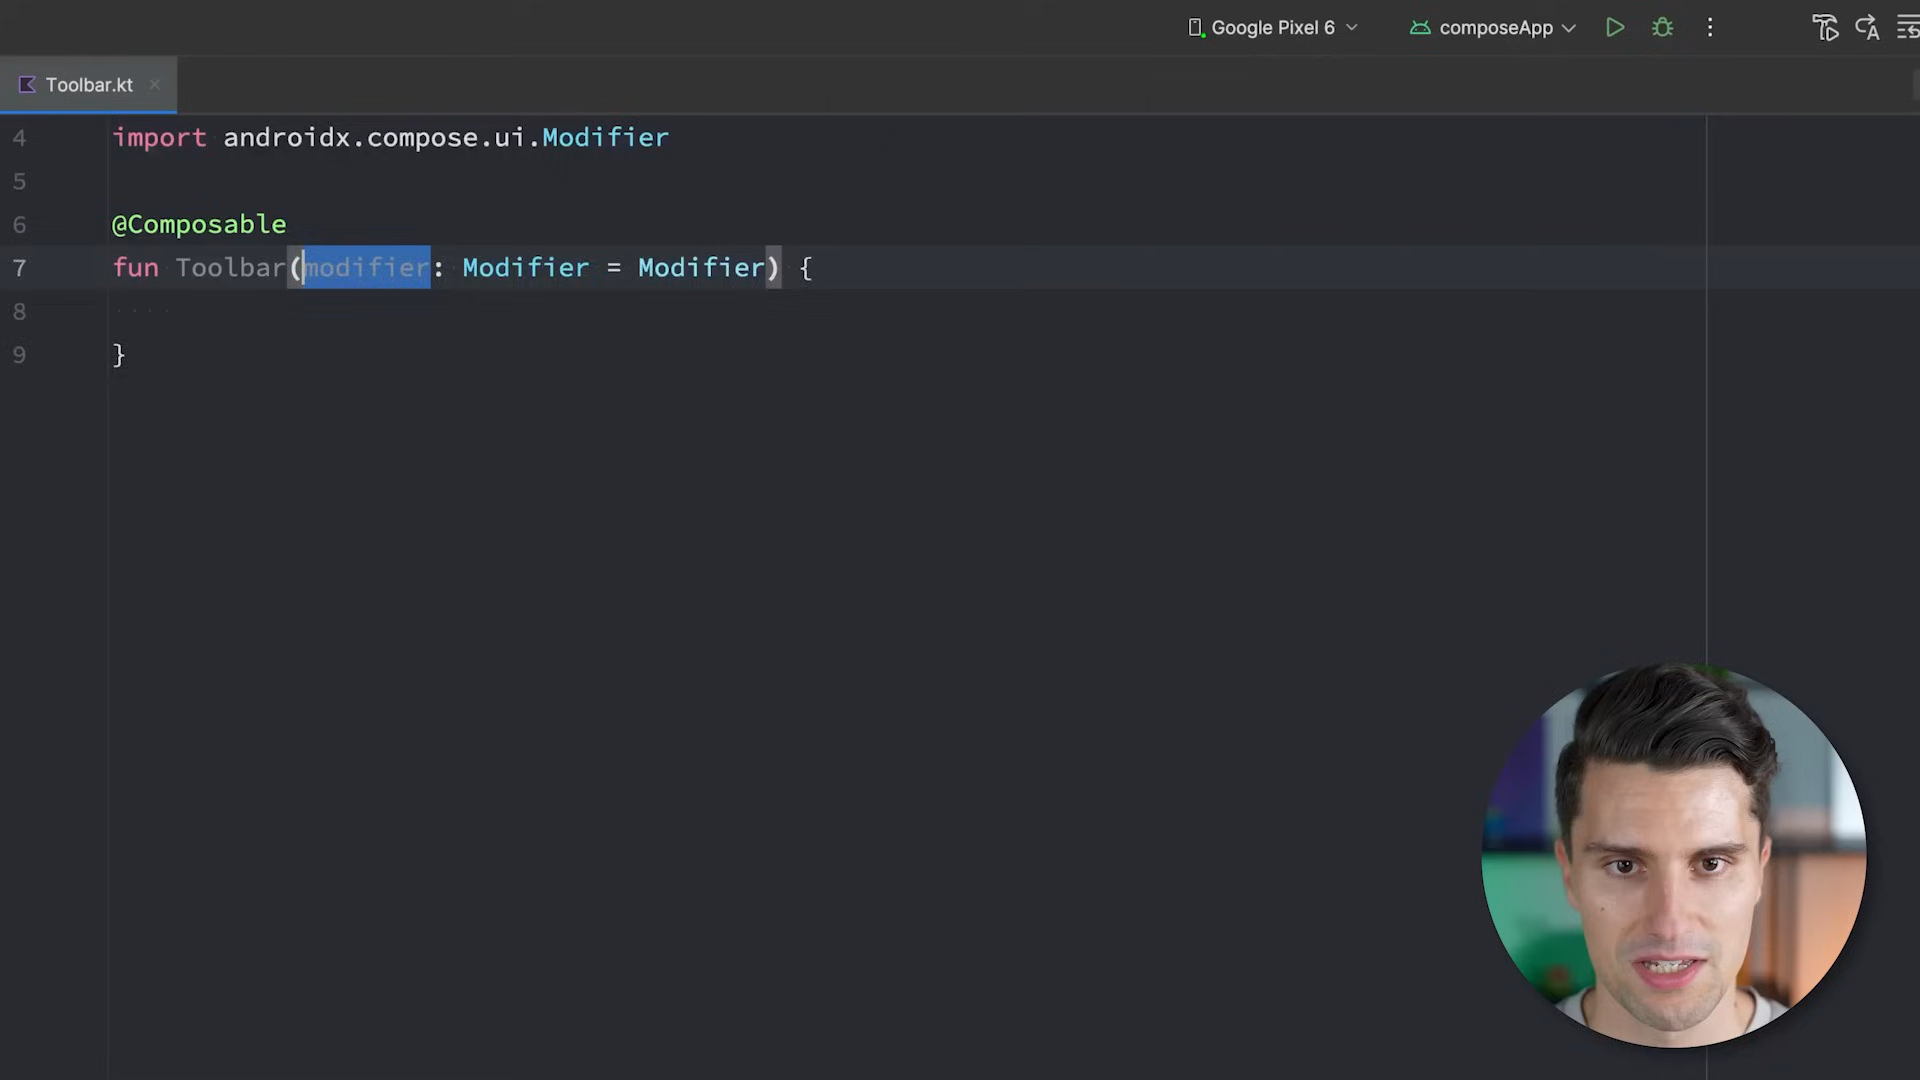 Google Pixel 6
composeApp
Toolbar.kt
4 import androidx.compose.ui.Modifier
5
6 @Composable
7 fun Toolbar(modifier: Modifier = Modifier) {
8
9 }